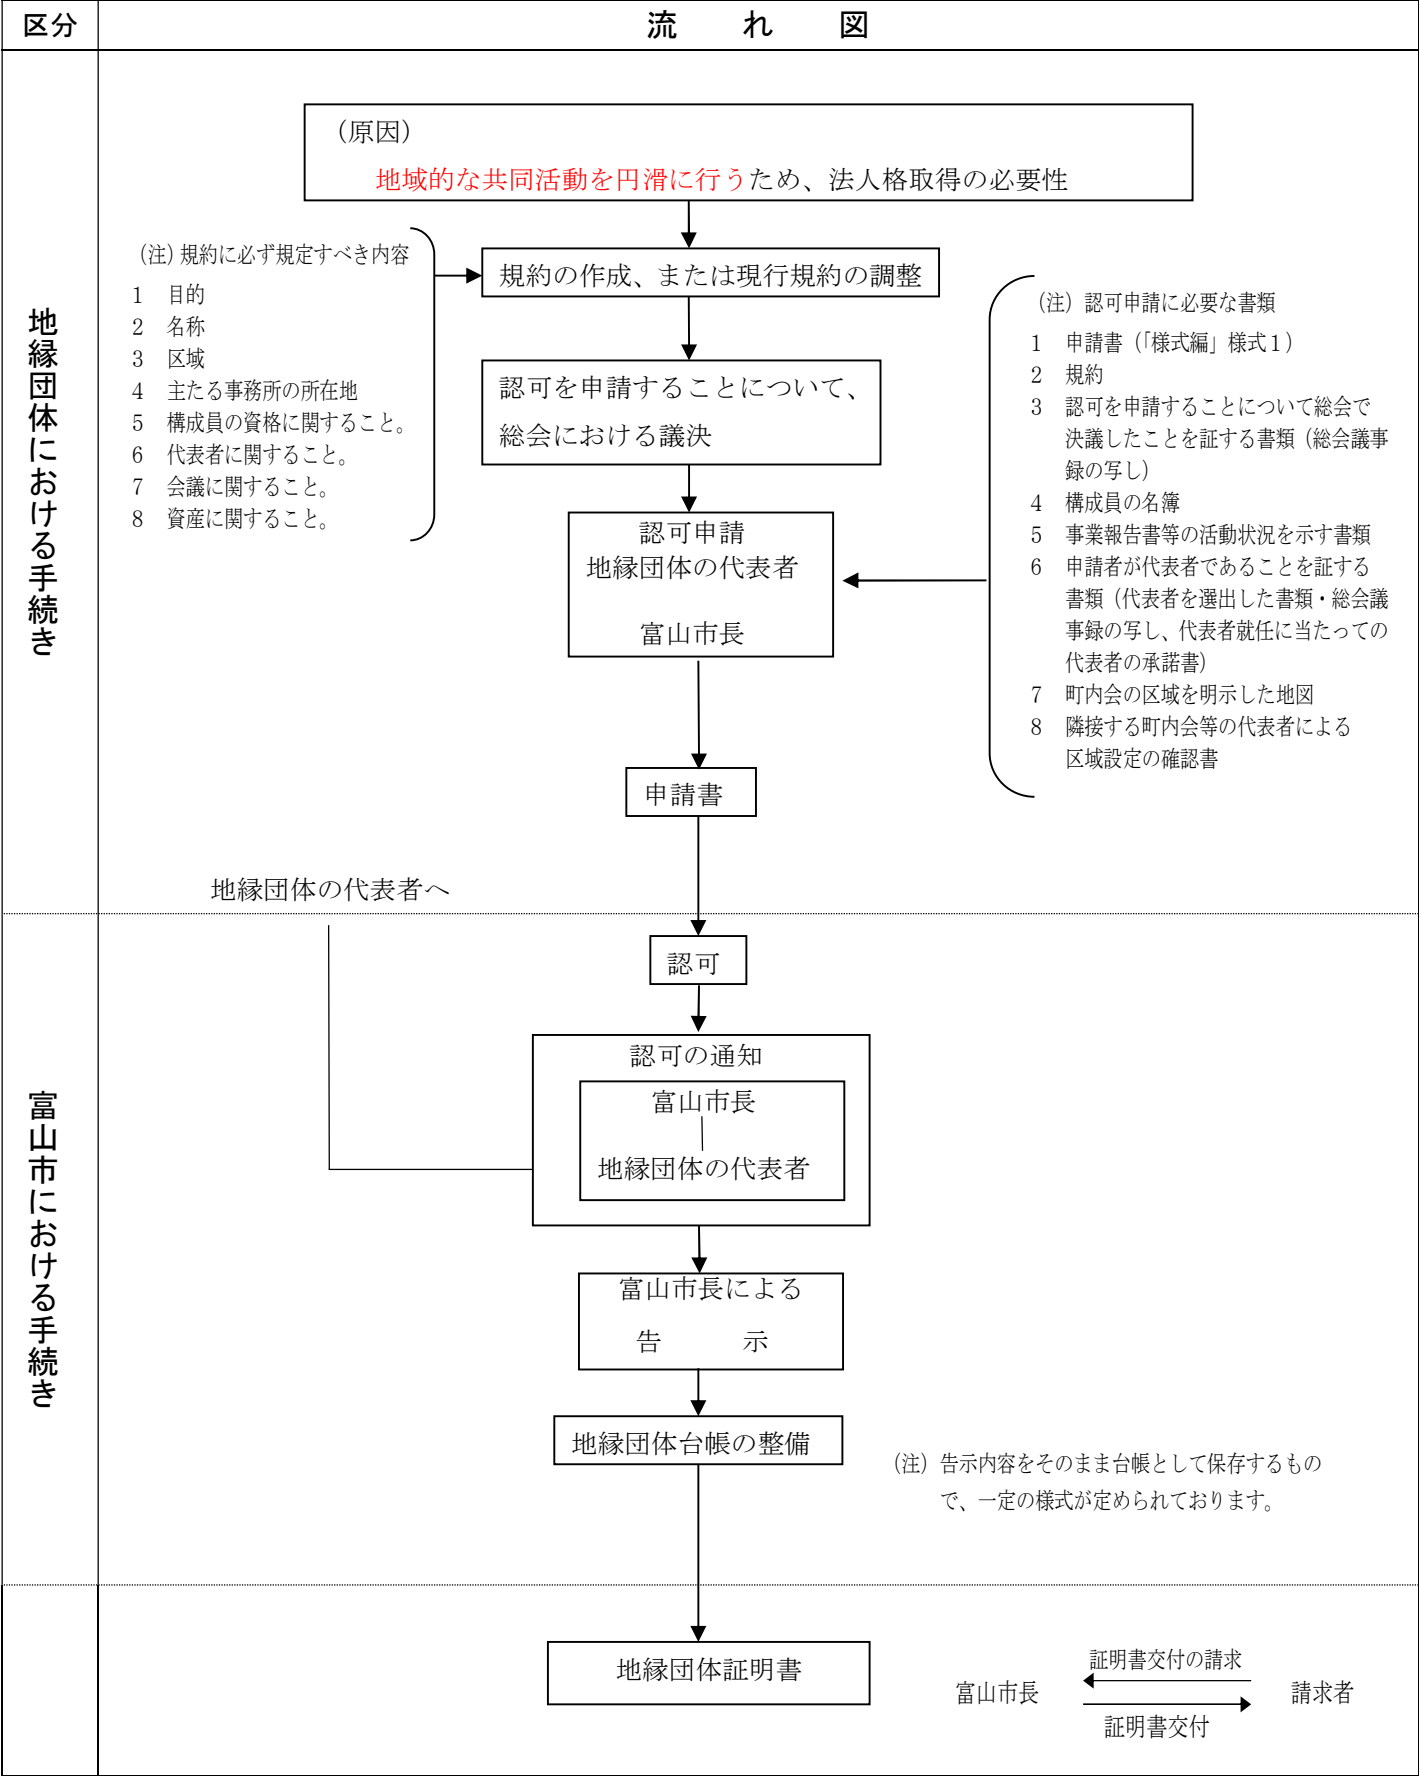 区分
流れ図
地縁団体における手続き
(原因)
地域的な共同活動を円滑に行うため、法人格取得の必要性
(注)規約に必ず規定すべき内容
1 目的
2 名称
3 区域
4 主たる事務所の所在地
5 構成員の資格に関すること。
6 代表者に関すること。
7 会議に関すること。
8 資産に関すること。
規約の作成、または現行規約の調整
認可を申請することについて、
総会における議決
認可申請
地縁団体の代表者
富山市長
(注) 認可申請に必要な書類
1 申請書(「様式編」様式1)
2 規約
3 認可を申請することについて総会で
決議したことを証する書類(総会議事
録の写し)
4 構成員の名簿
5 事業報告書等の活動状況を示す書類
6 申請者が代表者であることを証する
書類(代表者を選出した書類・総会議
事録の写し、代表者就任に当たっての
代表者の承諾書)
7 町内会の区域を明示した地図
8 隣接する町内会等の代表者による
区域設定の確認書
申請書
地縁団体の代表者へ
富山市における手続き
認可
認可の通知
富山市長
地縁団体の代表者
富山市長による
告示
地縁団体台帳の整備
(注) 告示内容をそのまま台帳として保存するもの
で、一定の様式が定められております。
地縁団体証明書
証明書交付の請求
富山市長
請求者
証明書交付